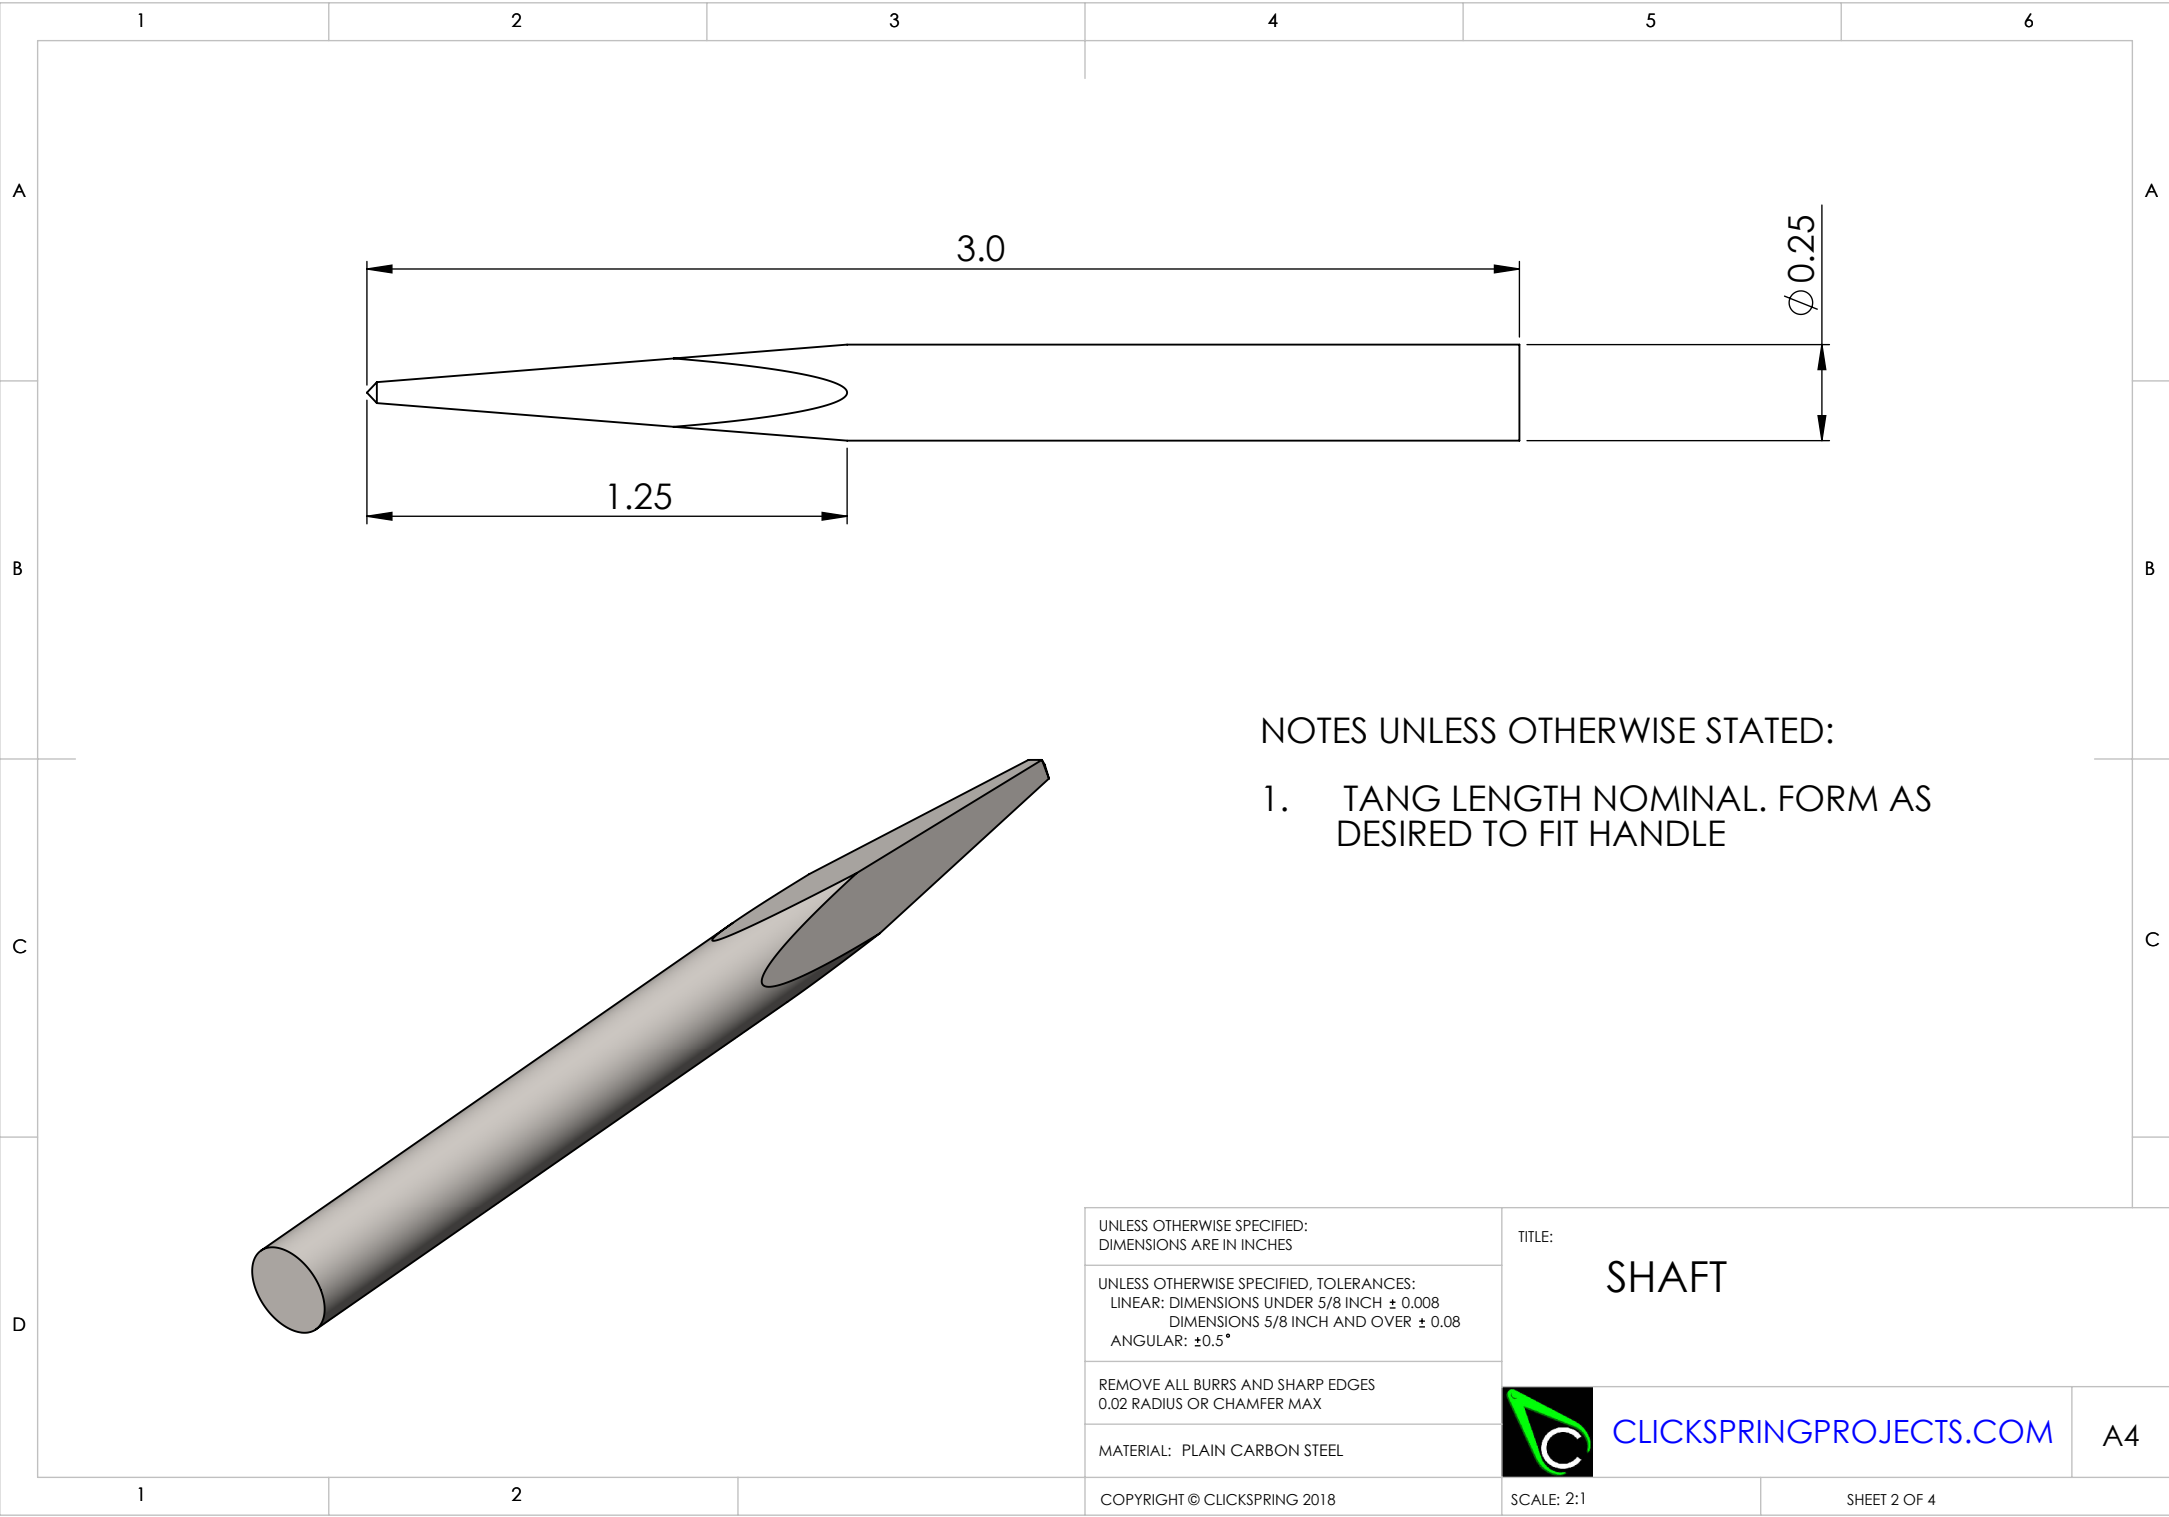 1 2 3 4 5 6
A A
3.0
⌀0.25
1.25
B B
NOTES UNLESS OTHERWISE STATED:
1. TANG LENGTH NOMINAL. FORM AS
DESIRED TO FIT HANDLE
C C
D
UNLESS OTHERWISE SPECIFIED:
DIMENSIONS ARE IN INCHES
UNLESS OTHERWISE SPECIFIED, TOLERANCES:
LINEAR: DIMENSIONS UNDER 5/8 INCH ± 0.008
DIMENSIONS 5/8 INCH AND OVER ± 0.08
ANGULAR: ±0.5°
REMOVE ALL BURRS AND SHARP EDGES
0.02 RADIUS OR CHAMFER MAX
MATERIAL: PLAIN CARBON STEEL
COPYRIGHT © CLICKSPRING 2018
TITLE:
SHAFT
C
CLICKSPRINGPROJECTS.COM
A4
SCALE: 2:1
SHEET 2 OF 4
1 2